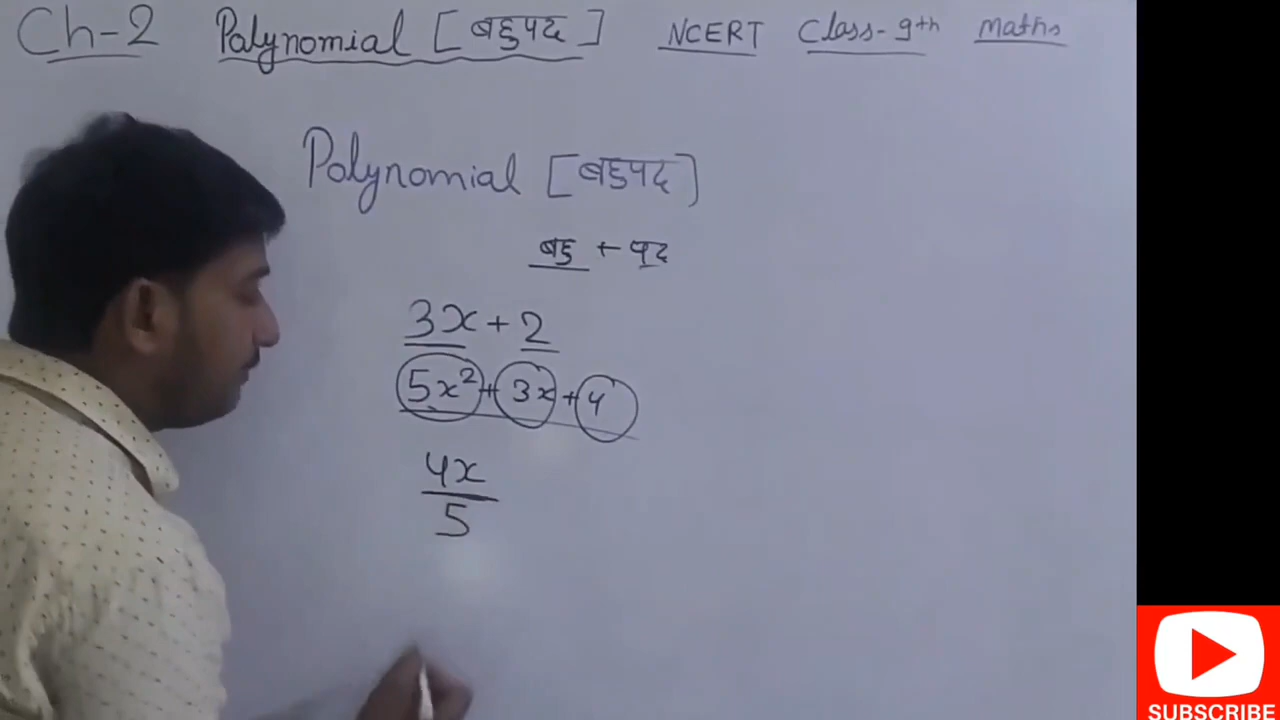 Ch-2 Polynomial [बहुपद] NCERT Class-9th Maths
Polynomial [बहुपद]
बहु + पद
3x + 2
5x² + 3x + 4
4x
5
SUBSCRIBE